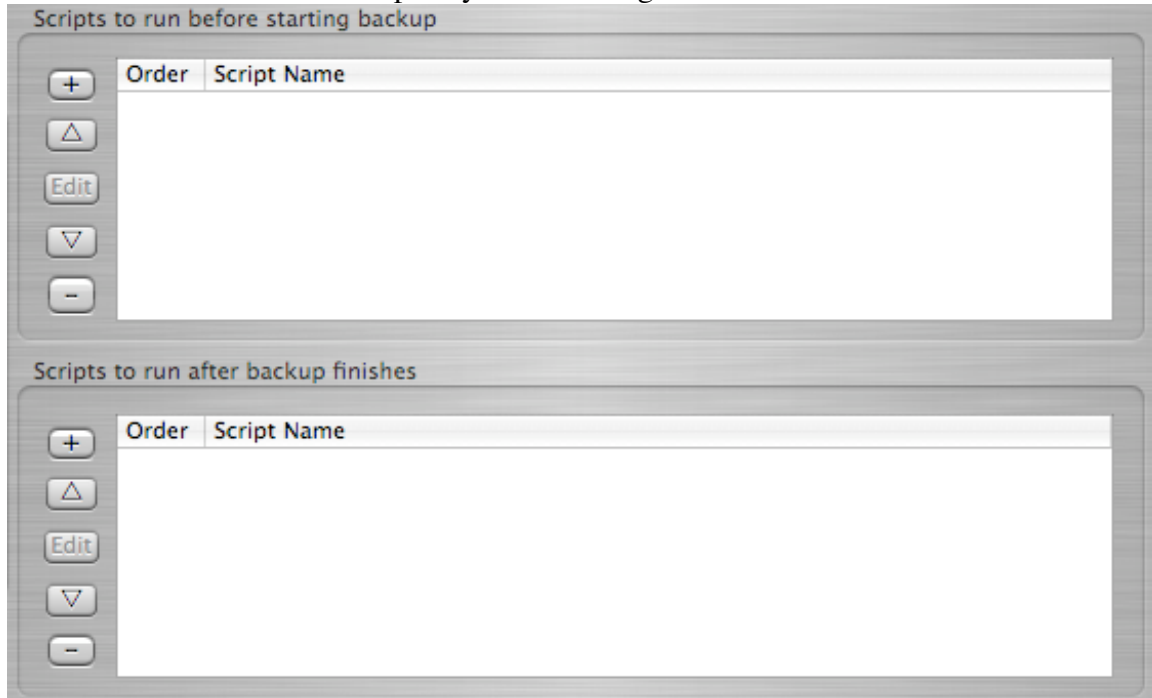 Scripts to run before starting backup
+ Order Script Name
△
Edit
▽
-
Scripts to run after backup finishes
+ Order Script Name
△
Edit
▽
-